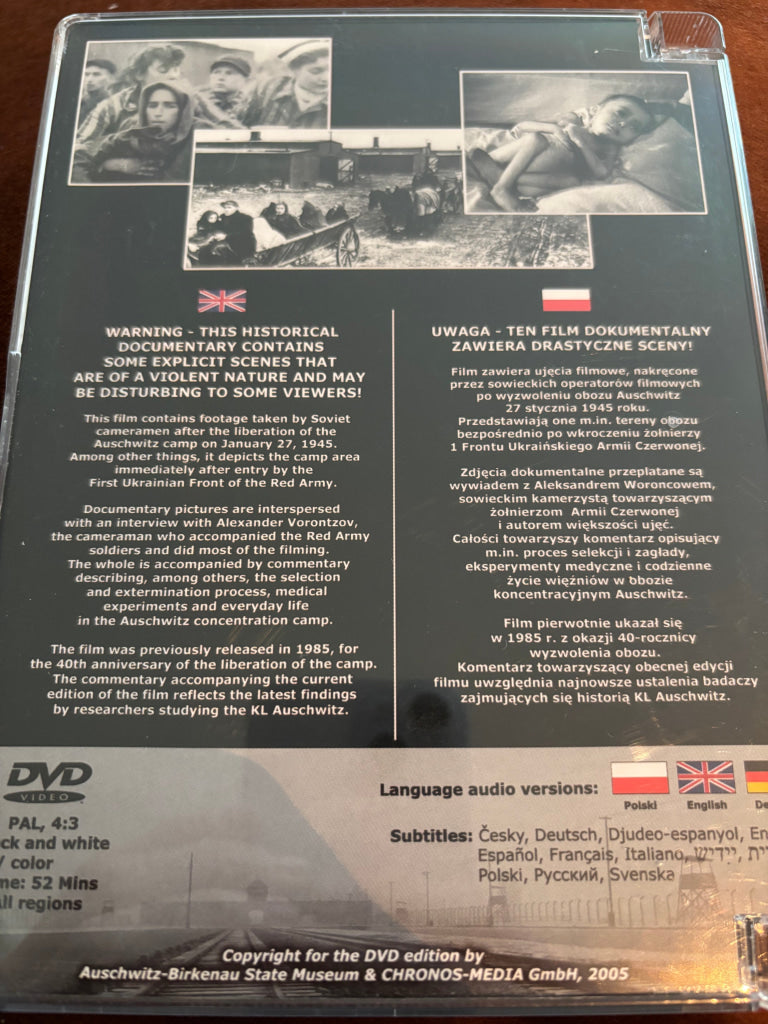 WARNING - THIS HISTORICAL
DOCUMENTARY CONTAINS
SOME EXPLICIT SCENES THAT
ARE OF A VIOLENT NATURE AND MAY
BE DISTURBING TO SOME VIEWERS!
This film contains footage taken by Soviet
cameramen after the liberation of the
Auschwitz camp on January 27, 1945.
Among other things, it depicts the camp area
immediately after entry by the
First Ukrainian Front of the Red Army.
Documentary pictures are interspersed
with an interview with Alexander Vorontzov,
the cameraman who accompanied the Red Army
soldiers and did most of the filming.
The whole is accompanied by commentary
describing, among others, the selection
and extermination process, medical
experiments and everyday life
in the Auschwitz concentration camp.
The film was previously released in 1985, for
the 40th anniversary of the liberation of the camp.
The commentary accompanying the current
edition of the film reflects the latest findings
by researchers studying the KL Auschwitz.
UWAGA - TEN FILM DOKUMENTALNY
ZAWIERA DRASTYCZNE SCENY!
Film zawiera ujęcia filmowe, nakręcone
przez sowieckich operatorów filmowych
po wyzwoleniu obozu Auschwitz
27 stycznia 1945 roku.
Przedstawiają one m.in. tereny obozu
bezpośrednio po wkroczeniu żołnierzy
1 Frontu Ukraińskiego Armii Czerwonej.
Zdjęcia dokumentalne przeplatane są
wywiadem z Aleksandrem Woroncowem,
sowieckim kamerzystą towarzyszącym
żołnierzom Armii Czerwonej
i autorem większości ujęć.
Całości towarzyszy komentarz opisujący
m.in. proces selekcji i zagłady,
eksperymenty medyczne i codzienne
życie więźniów w obozie
koncentracyjnym Auschwitz.
Film pierwotnie ukazał się
w 1985 r. z okazji 40-rocznicy
wyzwolenia obozu.
Komentarz towarzyszący obecnej edycji
filmu uwzględnia najnowsze ustalenia badaczy
zajmujących się historią KL Auschwitz.
DVD
VIDEO
PAL, 4:3
ck and white
/ color
me: 52 Mins
ll regions
Language audio versions:
Polski English De
Subtitles: Česky, Deutsch, Djudeo-espanyol, En
Español, Français, Italiano, ייִדיש, ית
Polski, Русский, Svenska
Copyright for the DVD edition by
Auschwitz-Birkenau State Museum & CHRONOS-MEDIA GmbH, 2005